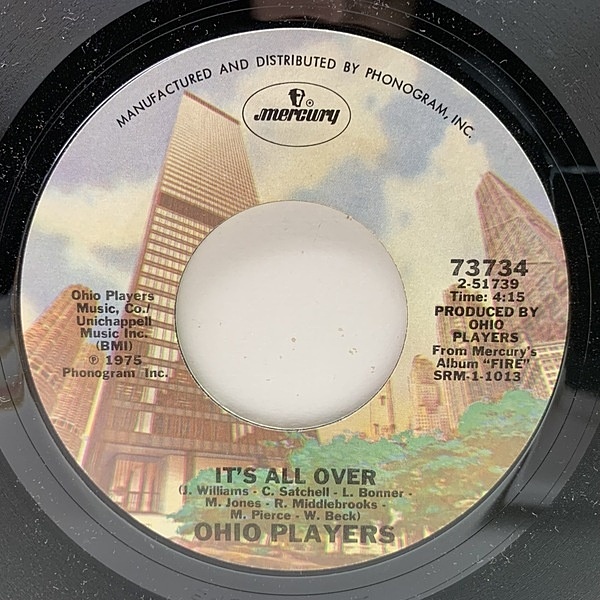 MANUFACTURED AND DISTRIBUTED BY PHONOGRAM, INC.
mercury
Ohio Players
Music, Co./
Unichappell
Music Inc.
(BMI)
℗ 1975
Phonogram Inc.
73734
2-51739
Time: 4:15
PRODUCED BY
OHIO
PLAYERS
From Mercury's
Album "FIRE"
SRM-1-1013
IT'S ALL OVER
(J. Williams - C. Satchell - L. Bonner -
M. Jones - R. Middlebrooks -
M. Pierce - W. Beck)
OHIO PLAYERS